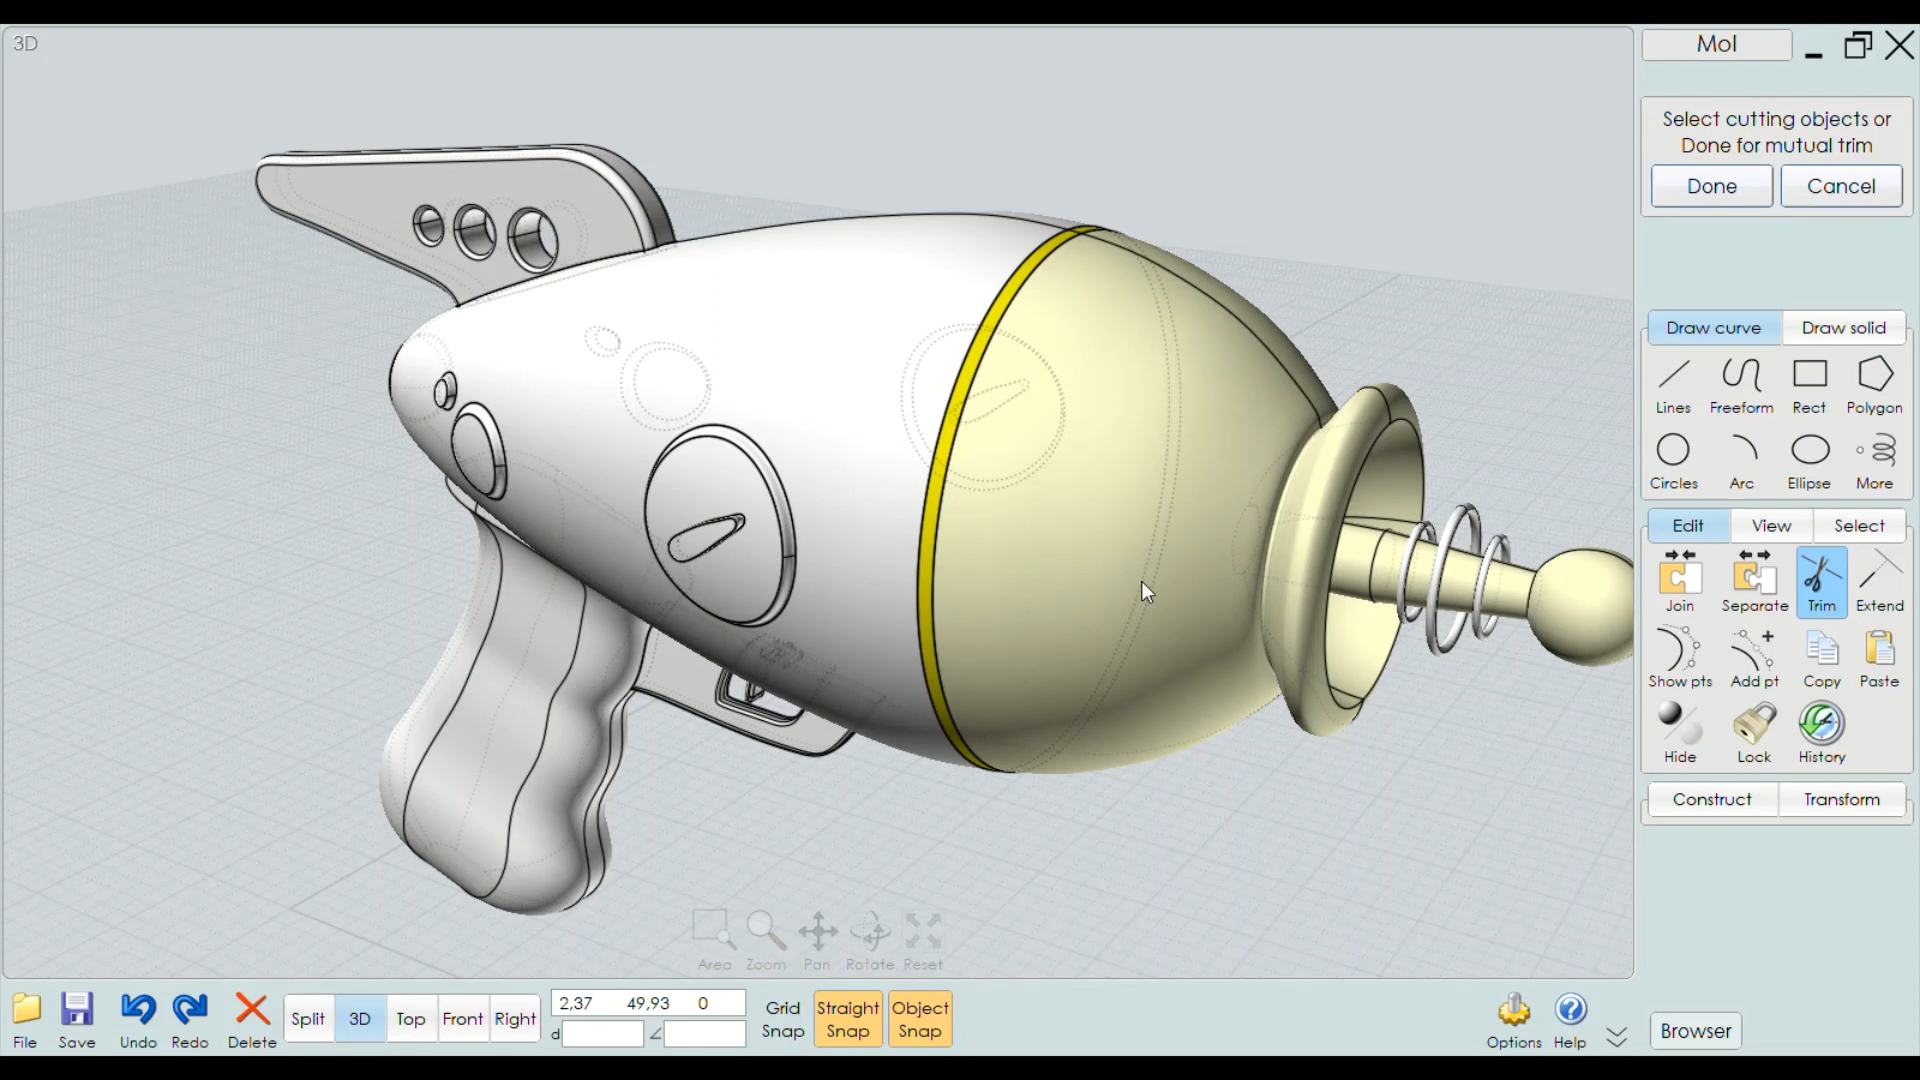 3D
MoI
Select cutting objects or
Done for mutual trim
Done Cancel
Draw curve Draw solid
Lines Freeform Rect Polygon
Circles Arc Ellipse More
Edit View Select
Join Separate Trim Extend
Show pts Add pt Copy Paste
Hide Lock History
Construct Transform
Area Zoom Pan Rotate Reset
File Save Undo Redo Delete
Split 3D Top Front Right
2,37 49,93 0
d ∠
Grid Snap
Straight Snap
Object Snap
Options Help
Browser